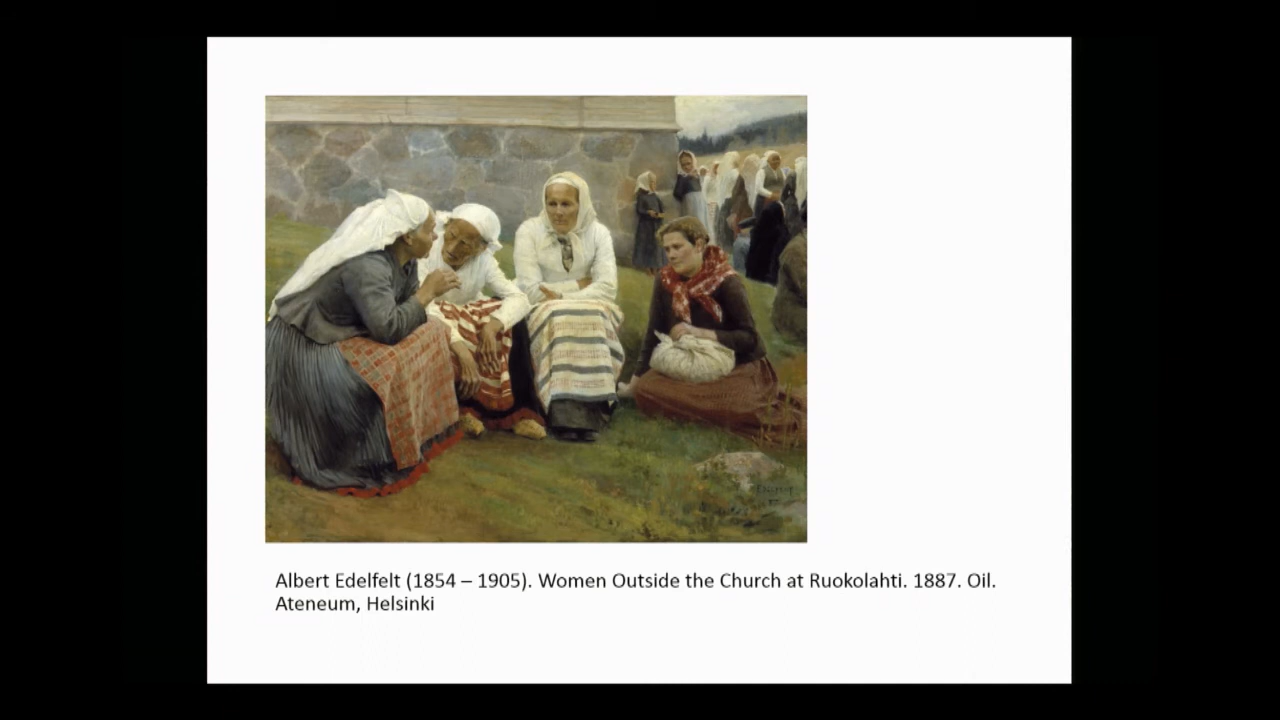 Albert Edelfelt (1854 – 1905). Women Outside the Church at Ruokolahti. 1887. Oil.
Ateneum, Helsinki